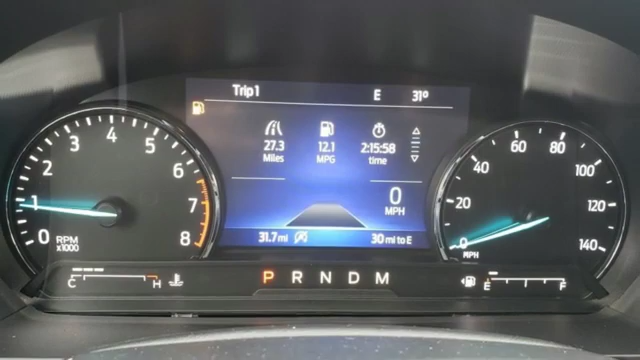 Trip1 E 31°
27.3 12.1 2:15:58
Miles MPG time
0
MPH
31.7mi 30 mi to E
0 1 2 3 4 5 6 7 8
RPM
x1000
0 20 40 60 80 100 120 140
MPH
C H P R N D M E F